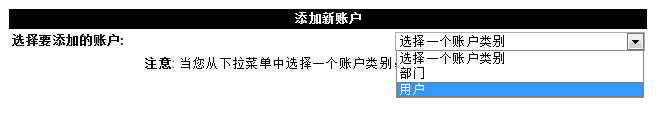 添加新账户
选择要添加的账户: 选择一个账户类别
注意: 当您从下拉菜单中选择一个账户类别,
选择一个账户类别
部门
用户